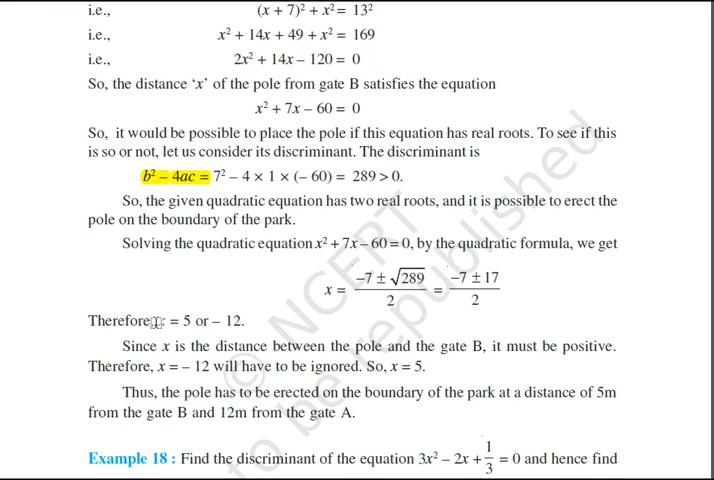 i.e., (x + 7)² + x² = 13²
i.e., x² + 14x + 49 + x² = 169
i.e., 2x² + 14x – 120 = 0
So, the distance ‘x’ of the pole from gate B satisfies the equation
x² + 7x – 60 = 0
So, it would be possible to place the pole if this equation has real roots. To see if this
is so or not, let us consider its discriminant. The discriminant is
b² – 4ac = 7² – 4 × 1 × (– 60) = 289 > 0.
So, the given quadratic equation has two real roots, and it is possible to erect the
pole on the boundary of the park.
Solving the quadratic equation x² + 7x – 60 = 0, by the quadratic formula, we get
x = (–7 ± √289)/2 = (–7 ± 17)/2
Therefore, = 5 or – 12.
Since x is the distance between the pole and the gate B, it must be positive.
Therefore, x = – 12 will have to be ignored. So, x = 5.
Thus, the pole has to be erected on the boundary of the park at a distance of 5m
from the gate B and 12m from the gate A.
Example 18 : Find the discriminant of the equation 3x² – 2x + 1/3 = 0 and hence find
© NCERT
to be republished